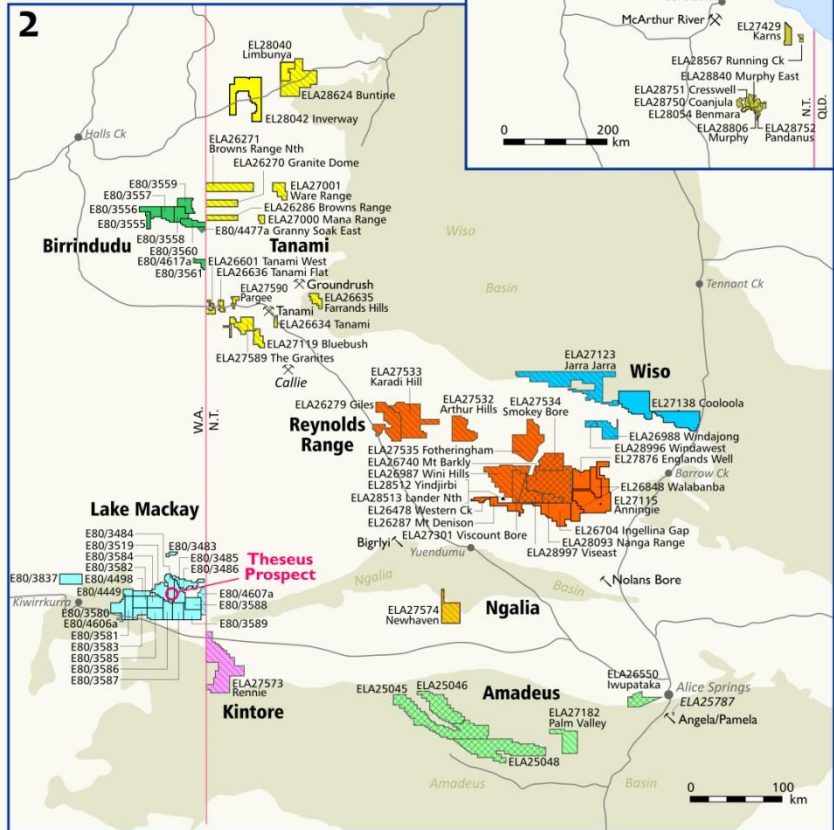 2
Borroloola
McArthur River
EL27429
Karns
ELA28567 Running Ck
ELA28840 Murphy East
ELA28751 Cresswell
ELA28750 Coanjula
EL28054 Benmara
ELA28806
Murphy
ELA28752
Pandanus
N.T.
QLD.
0
200
km
EL28040
Limbunya
ELA28624 Buntine
EL28042 Inverway
Halls Ck
ELA26271
Browns Range Nth
ELA26270 Granite Dome
ELA27001
Ware Range
ELA26286 Browns Range
ELA27000 Mana Range
E80/4477a Granny Soak East
E80/3559
E80/3557
E80/3556
E80/3555
E80/3558
E80/3560
E80/4617a
E80/3561
Birrindudu
Tanami
ELA26601 Tanami West
ELA26636 Tanami Flat
ELA27590
Pargee
Groundrush
ELA26635
Farrands Hills
Tanami
ELA26634 Tanami
ELA27119 Bluebush
ELA27589 The Granites
Callie
Wiso
Basin
Tennant Ck
W.A.
N.T.
ELA27123
Jarra Jarra
Wiso
EL27138 Cooloola
ELA27533
Karadi Hill
ELA27532
Arthur Hills
ELA27534
Smokey Bore
ELA26279 Giles
Reynolds
Range
ELA26988 Windajong
ELA28996 Windawest
EL27876 Englands Well
ELA27535 Fotheringham
ELA26740 Mt Barkly
ELA26987 Wini Hills
EL28512 Yindjirbi
ELA28513 Lander Nth
ELA26478 Western Ck
ELA26287 Mt Denison
ELA27301 Viscount Bore
Barrow Ck
ELA26848 Walabanba
EL27115
Anningie
EL26704 Ingellina Gap
ELA28093 Nanga Range
ELA28997 Viseast
Bigrlyi
Yuendumu
Lake Mackay
E80/3484
E80/3519
E80/3584
E80/3582
E80/4498
E80/4449
E80/3483
E80/3485
E80/3486
Theseus
Prospect
E80/3837
Kiwirrkurra
E80/4607a
E80/3588
E80/3589
E80/3580
E80/4606a
E80/3581
E80/3583
E80/3585
E80/3586
E80/3587
Ngalia
Basin
Nolans Bore
ELA27574
Newhaven
Ngalia
ELA27573
Rennie
Kintore
ELA25045
ELA25046
Amadeus
ELA27182
Palm Valley
EL25048
ELA26550
Iwupataka
Alice Springs
ELA25787
Angela/Pamela
Amadeus
Basin
0
100
km